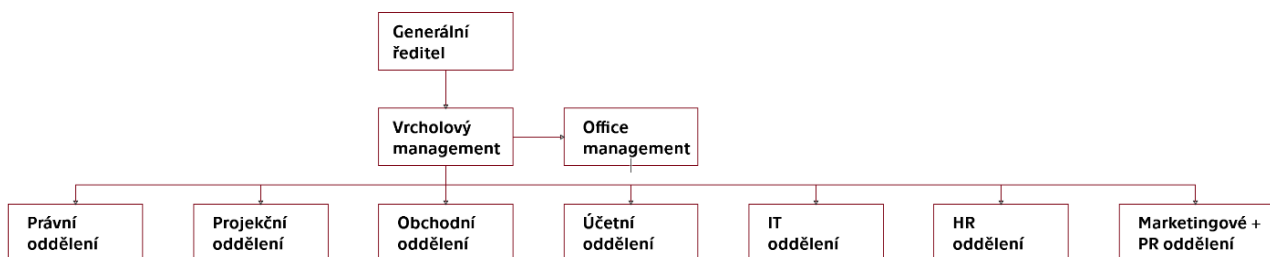 Generální
ředitel
Vrcholový
management
Office
management
Právní
oddělení
Projekční
oddělení
Obchodní
oddělení
Účetní
oddělení
IT
oddělení
HR
oddělení
Marketingové +
PR oddělení